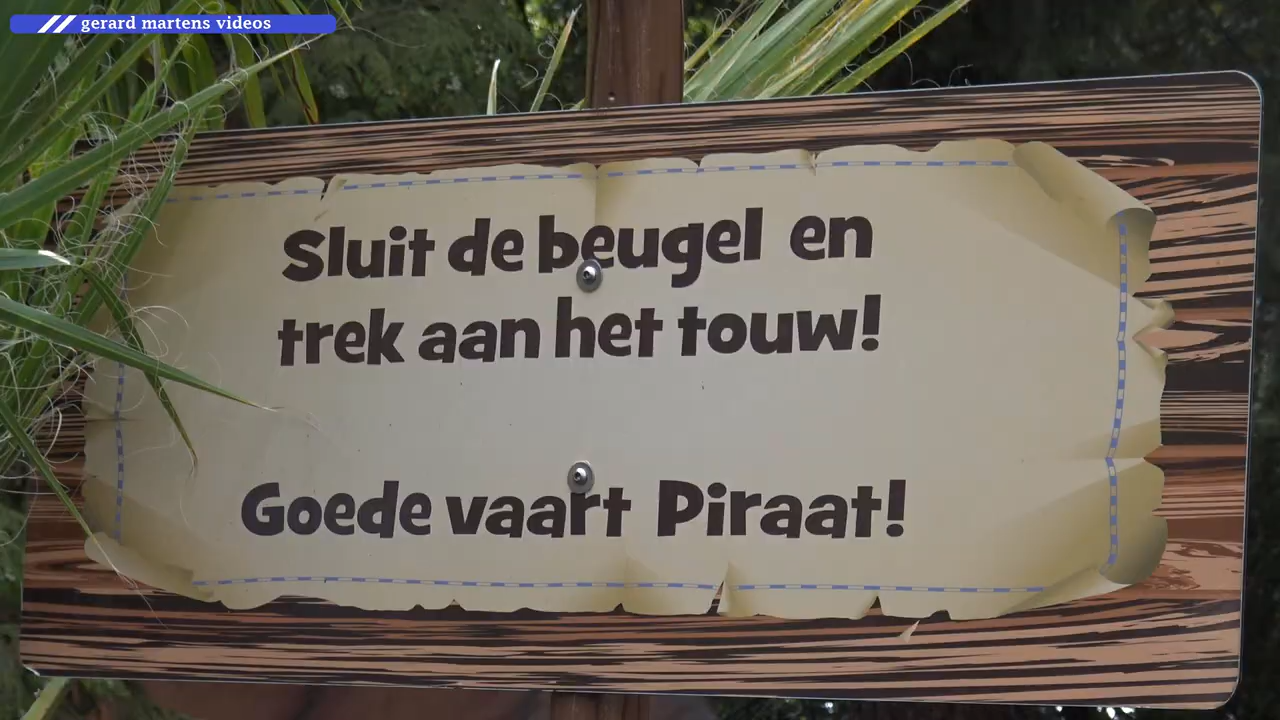 gerard martens videos
Sluit de beugel en
trek aan het touw!
Goede vaart Piraat!